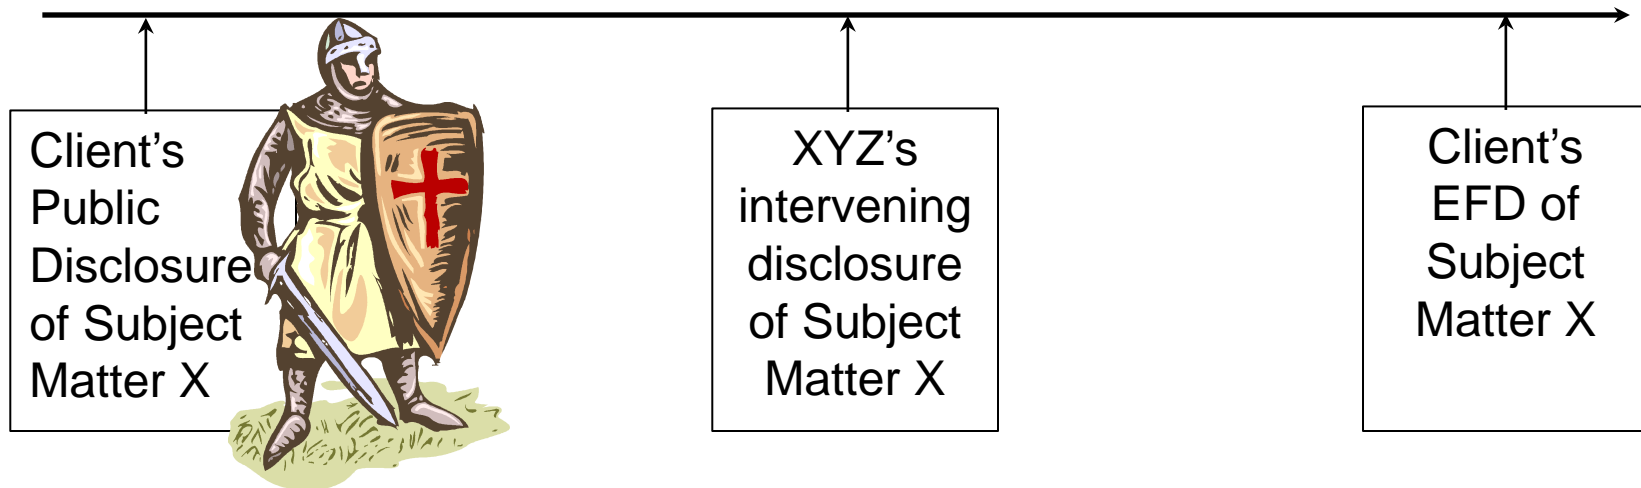 Client’s
Public
Disclosure
of Subject
Matter X
XYZ’s
intervening
disclosure
of Subject
Matter X
Client’s
EFD of
Subject
Matter X